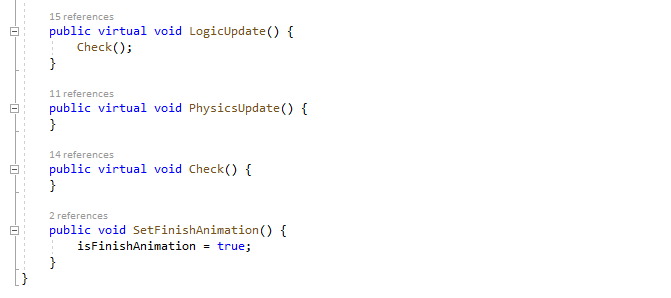 15 references
public virtual void LogicUpdate() {
Check();
}
11 references
public virtual void PhysicsUpdate() {
}
14 references
public virtual void Check() {
}
2 references
public void SetFinishAnimation() {
isFinishAnimation = true;
}
}